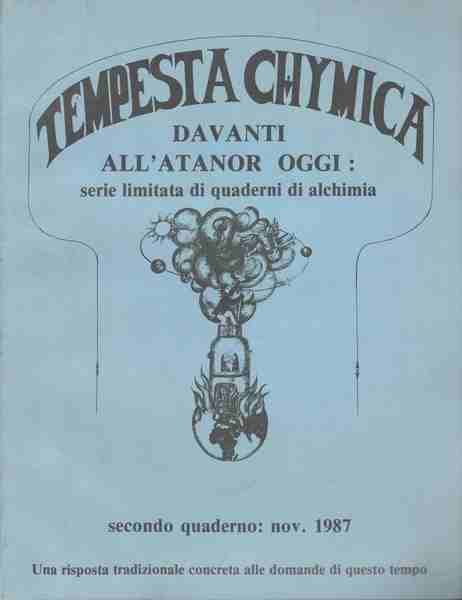 TEMPESTA CHYMICA
DAVANTI
ALL'ATANOR OGGI :
serie limitata di quaderni di alchimia
secondo quaderno: nov. 1987
Una risposta tradizionale concreta alle domande di questo tempo